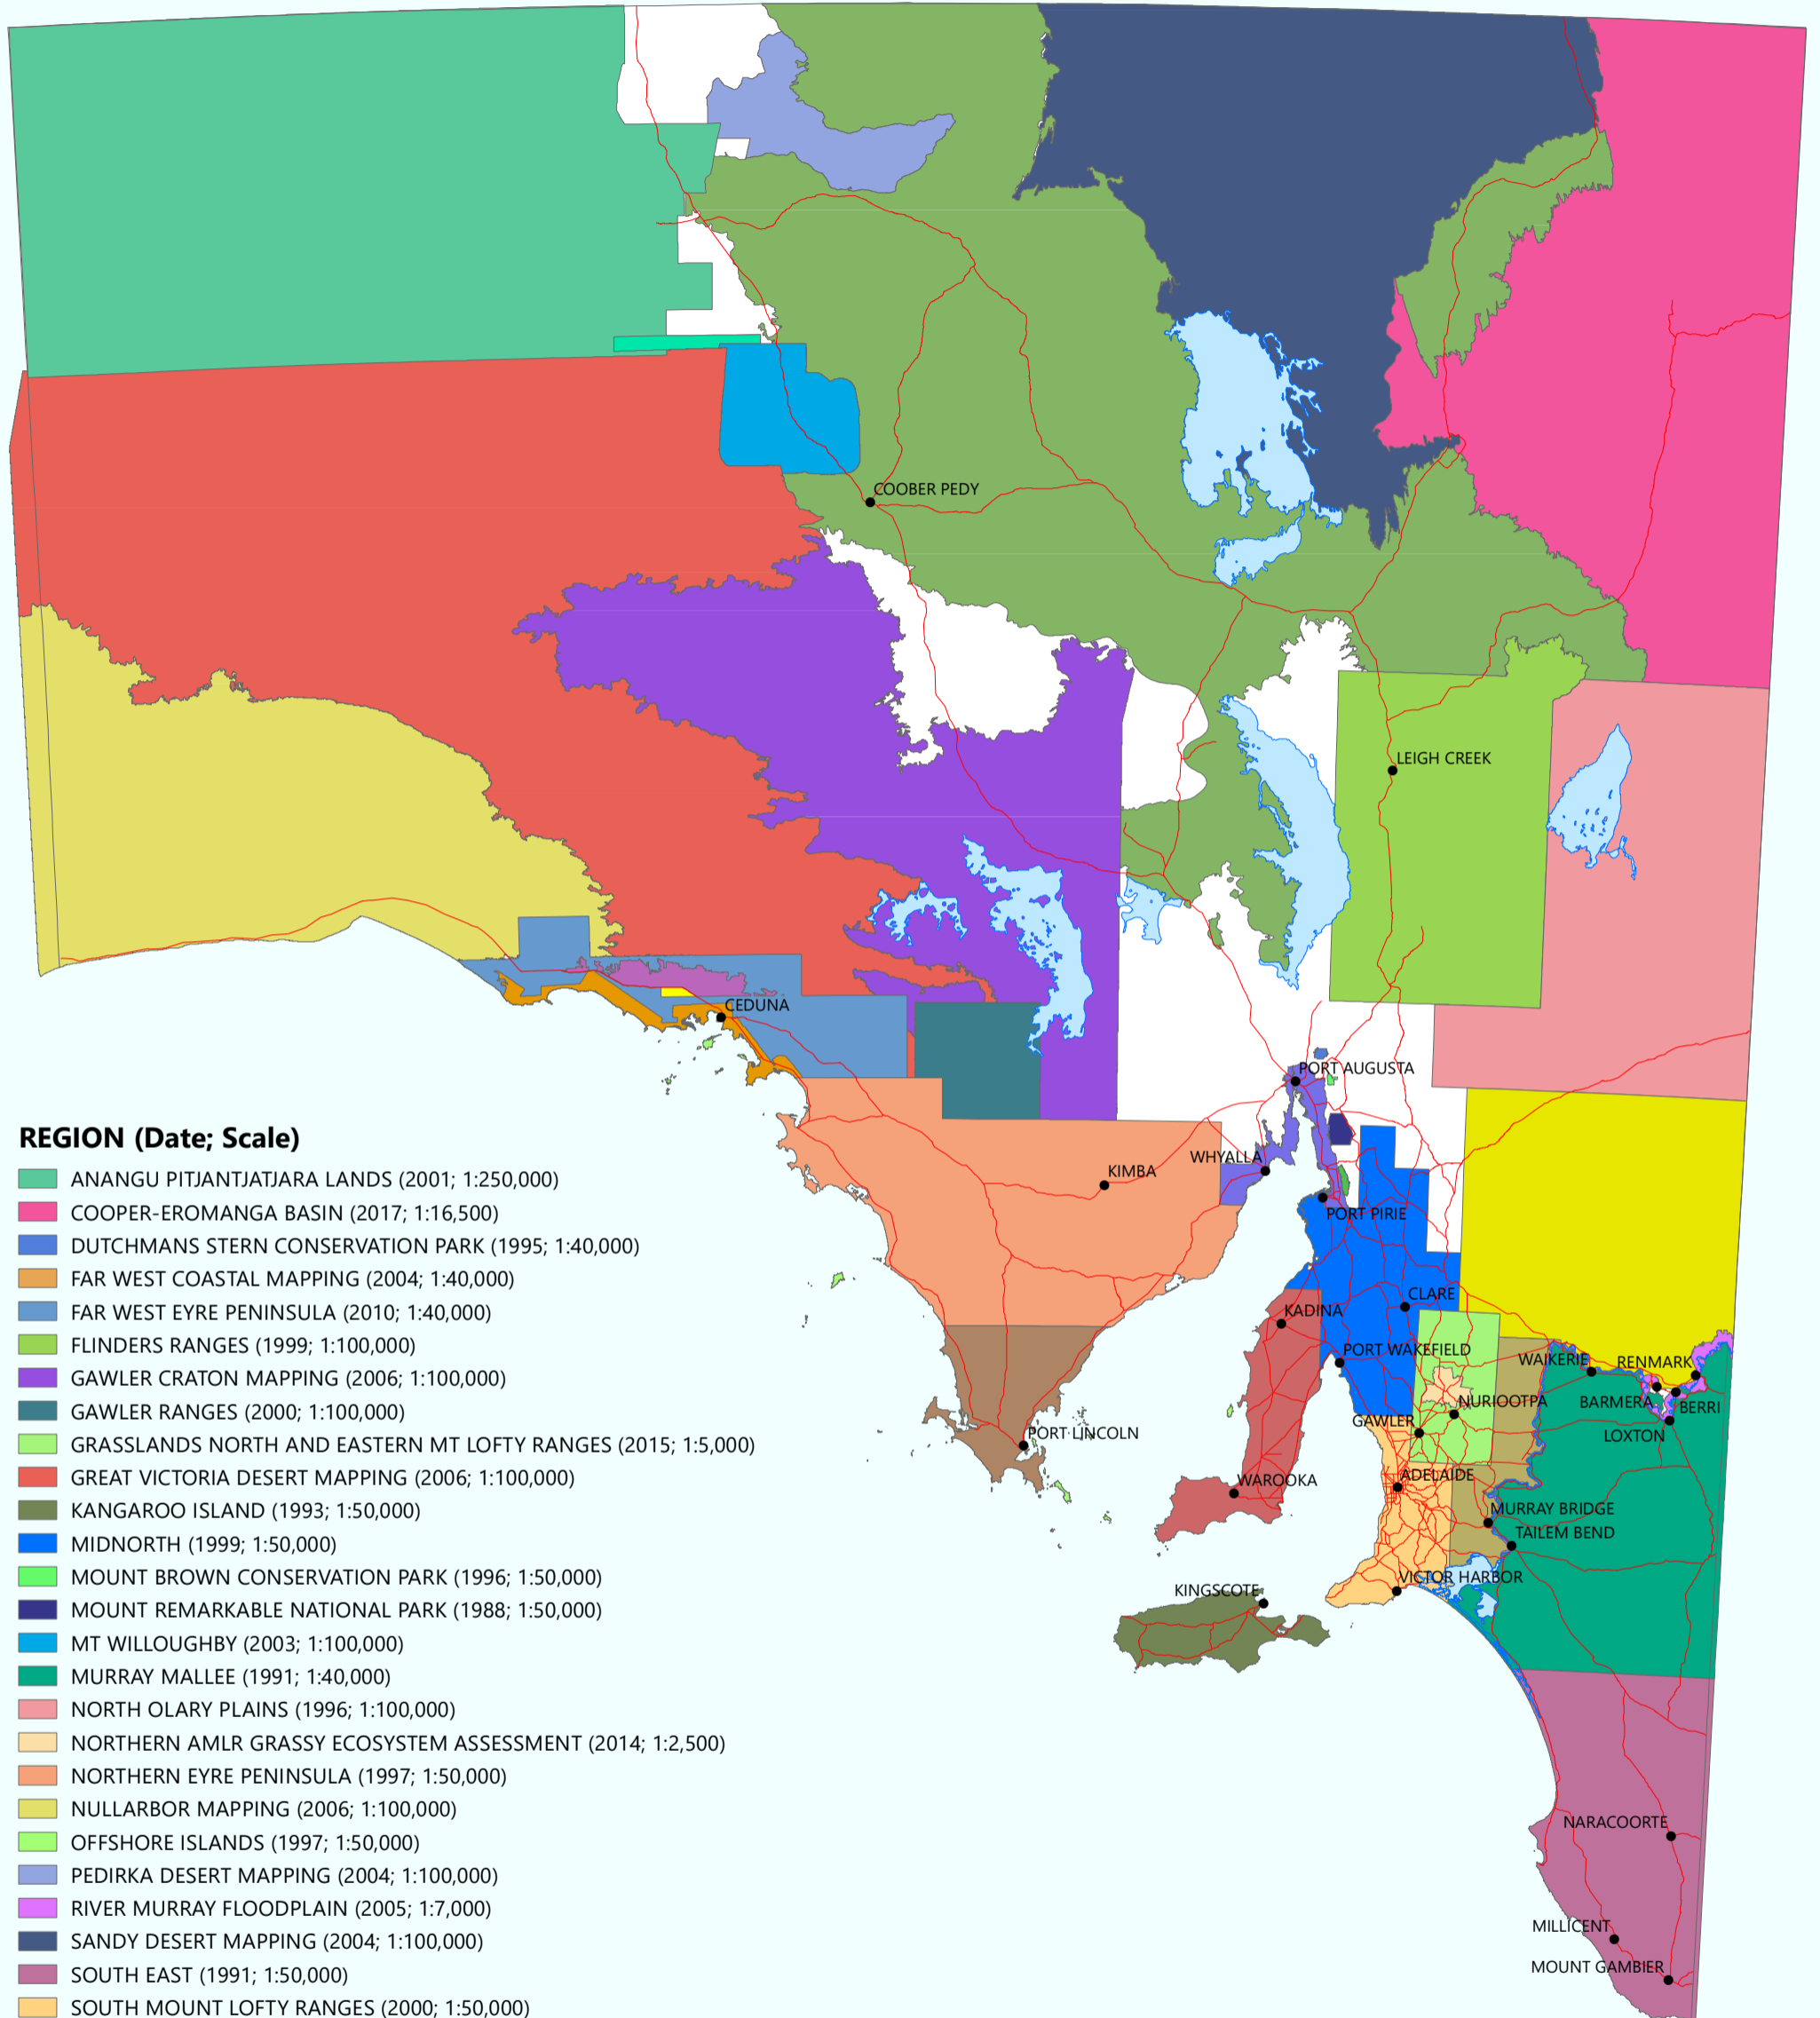 COOBER PEDY
LEIGH CREEK
CEDUNA
PORT AUGUSTA
WHYALLA
KIMBA
PORT PIRIE
CLARE
KADINA
PORT WAKEFIELD
WAIKERIE
RENMARK
BARMERA
BERRI
NURIOOTPA
GAWLER
LOXTON
PORT LINCOLN
ADELAIDE
WAROOKA
MURRAY BRIDGE
TAILEM BEND
VICTOR HARBOR
KINGSCOTE
NARACOORTE
MILLICENT
MOUNT GAMBIER
REGION (Date; Scale)
ANANGU PITJANTJATJARA LANDS (2001; 1:250,000)
COOPER-EROMANGA BASIN (2017; 1:16,500)
DUTCHMANS STERN CONSERVATION PARK (1995; 1:40,000)
FAR WEST COASTAL MAPPING (2004; 1:40,000)
FAR WEST EYRE PENINSULA (2010; 1:40,000)
FLINDERS RANGES (1999; 1:100,000)
GAWLER CRATON MAPPING (2006; 1:100,000)
GAWLER RANGES (2000; 1:100,000)
GRASSLANDS NORTH AND EASTERN MT LOFTY RANGES (2015; 1:5,000)
GREAT VICTORIA DESERT MAPPING (2006; 1:100,000)
KANGAROO ISLAND (1993; 1:50,000)
MIDNORTH (1999; 1:50,000)
MOUNT BROWN CONSERVATION PARK (1996; 1:50,000)
MOUNT REMARKABLE NATIONAL PARK (1988; 1:50,000)
MT WILLOUGHBY (2003; 1:100,000)
MURRAY MALLEE (1991; 1:40,000)
NORTH OLARY PLAINS (1996; 1:100,000)
NORTHERN AMLR GRASSY ECOSYSTEM ASSESSMENT (2014; 1:2,500)
NORTHERN EYRE PENINSULA (1997; 1:50,000)
NULLARBOR MAPPING (2006; 1:100,000)
OFFSHORE ISLANDS (1997; 1:50,000)
PEDIRKA DESERT MAPPING (2004; 1:100,000)
RIVER MURRAY FLOODPLAIN (2005; 1:7,000)
SANDY DESERT MAPPING (2004; 1:100,000)
SOUTH EAST (1991; 1:50,000)
SOUTH MOUNT LOFTY RANGES (2000; 1:50,000)